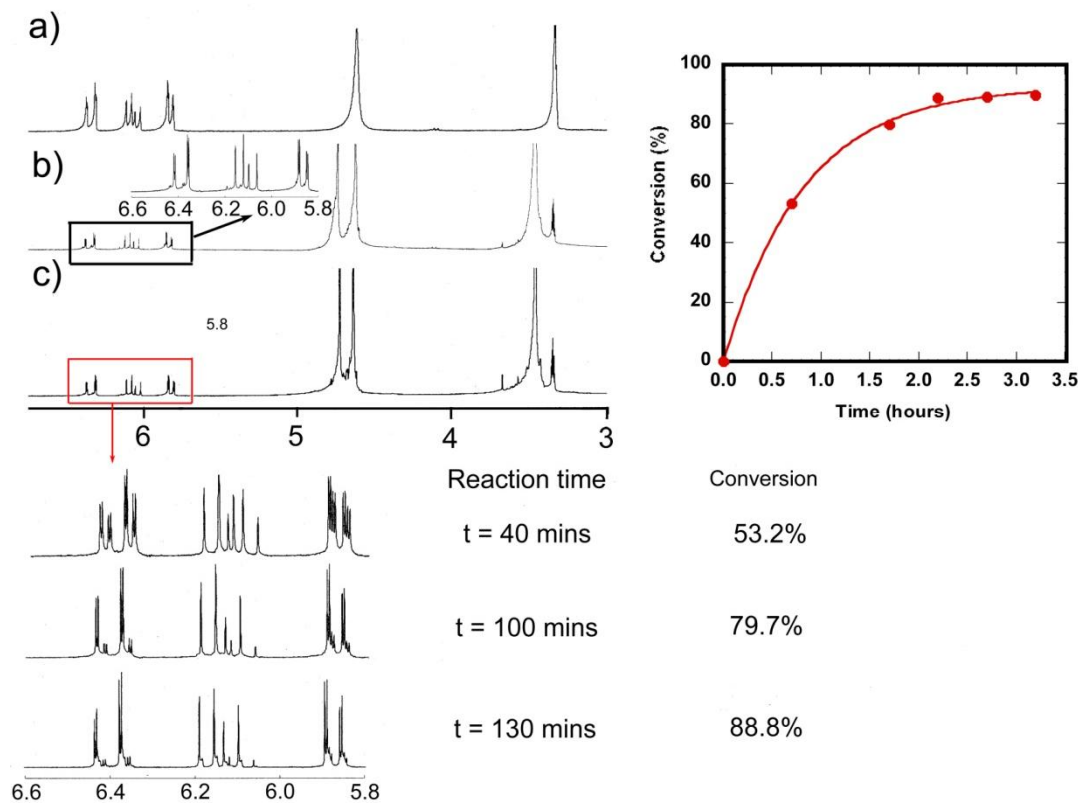 a)
b)
6.6 6.4 6.2 6.0 5.8
c)
5.8
6 5 4 3
Conversion (%)
100
80
60
40
20
0
0.0 0.5 1.0 1.5 2.0 2.5 3.0 3.5
Time (hours)
Reaction time Conversion
t = 40 mins 53.2%
t = 100 mins 79.7%
t = 130 mins 88.8%
6.6 6.4 6.2 6.0 5.8